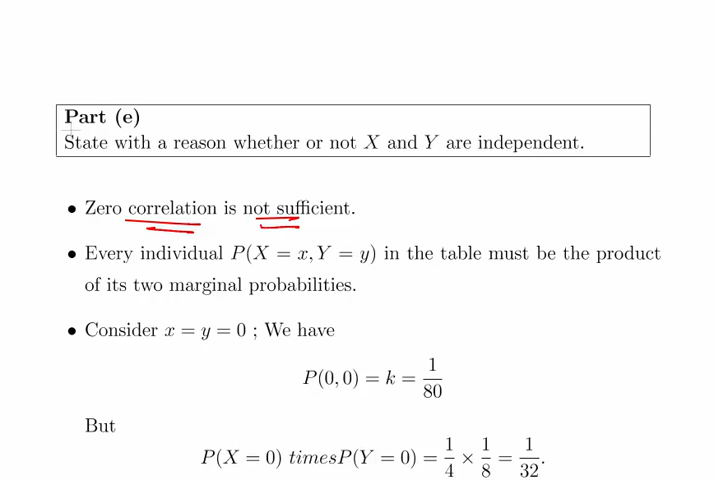 Part (e)
State with a reason whether or not X and Y are independent.
• Zero correlation is not sufficient.
• Every individual P(X = x, Y = y) in the table must be the product
of its two marginal probabilities.
• Consider x = y = 0 ; We have
P(0, 0) = k = 1/80
But
P(X = 0) timesP(Y = 0) = 1/4 × 1/8 = 1/32.